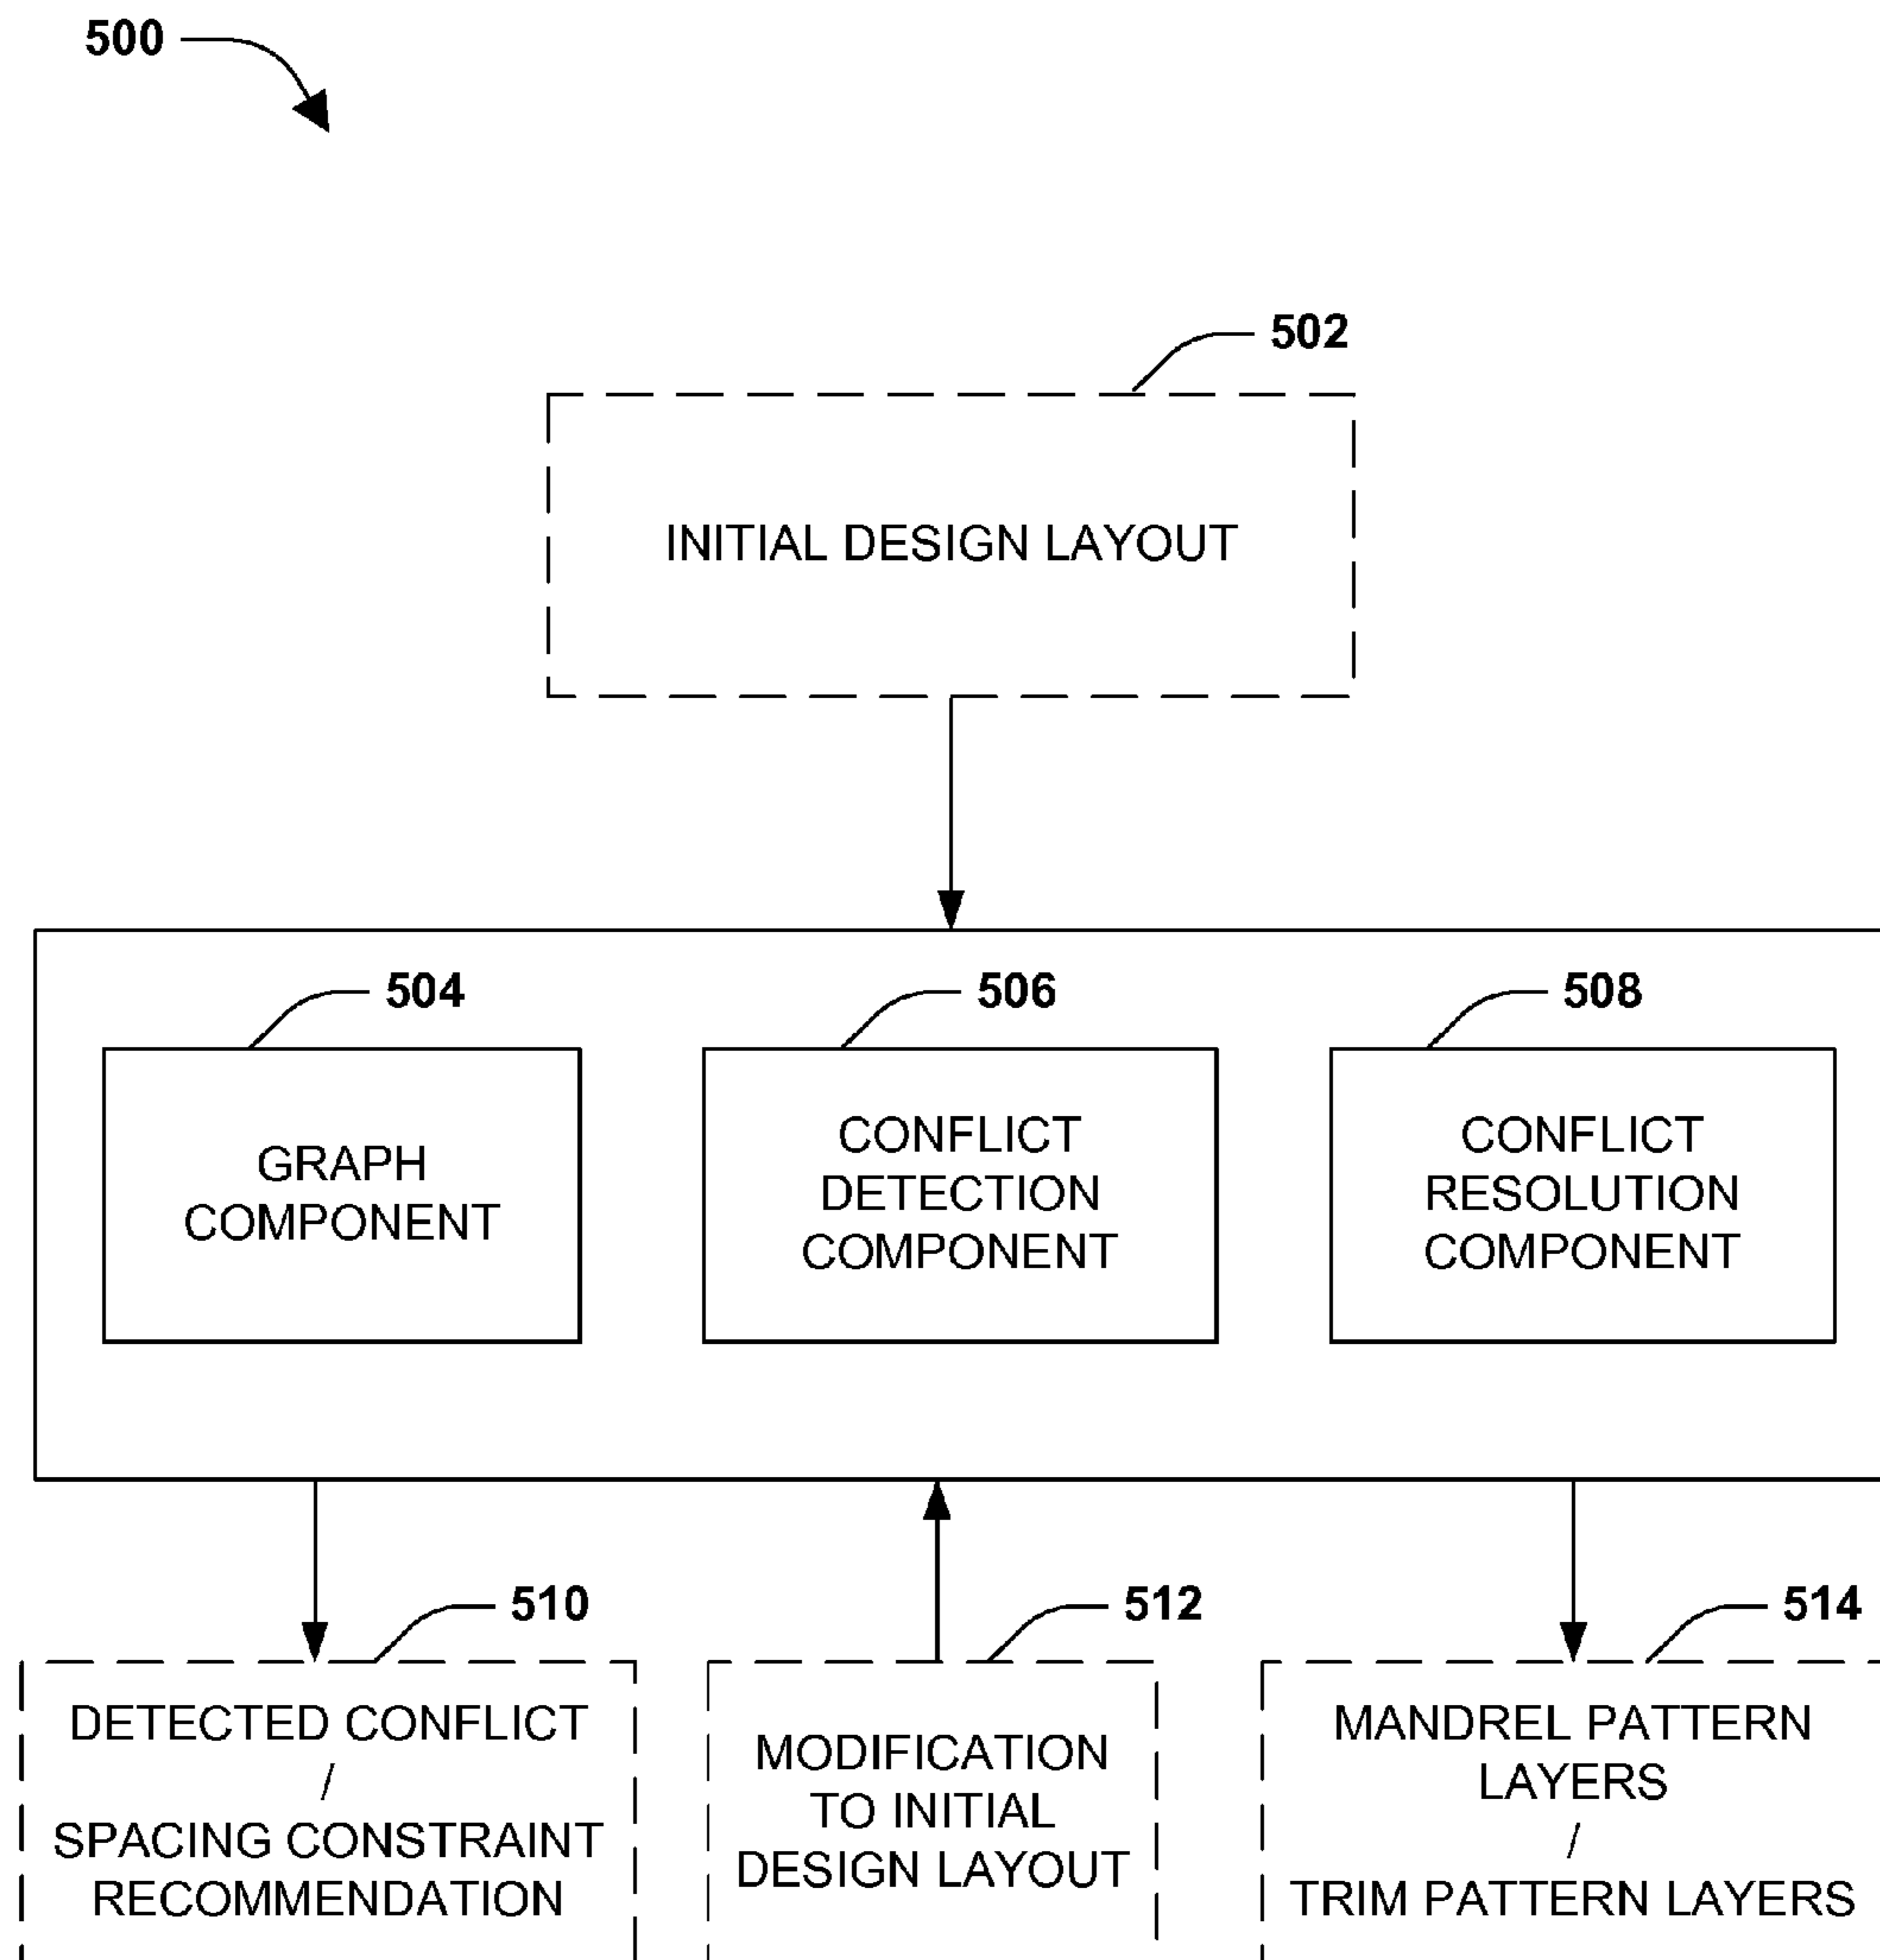 500
502
INITIAL DESIGN LAYOUT
504
506
508
GRAPH
COMPONENT
CONFLICT
DETECTION
COMPONENT
CONFLICT
RESOLUTION
COMPONENT
510
512
514
DETECTED CONFLICT
/
SPACING CONSTRAINT
RECOMMENDATION
MODIFICATION
TO INITIAL
DESIGN LAYOUT
MANDREL PATTERN
LAYERS
/
TRIM PATTERN LAYERS